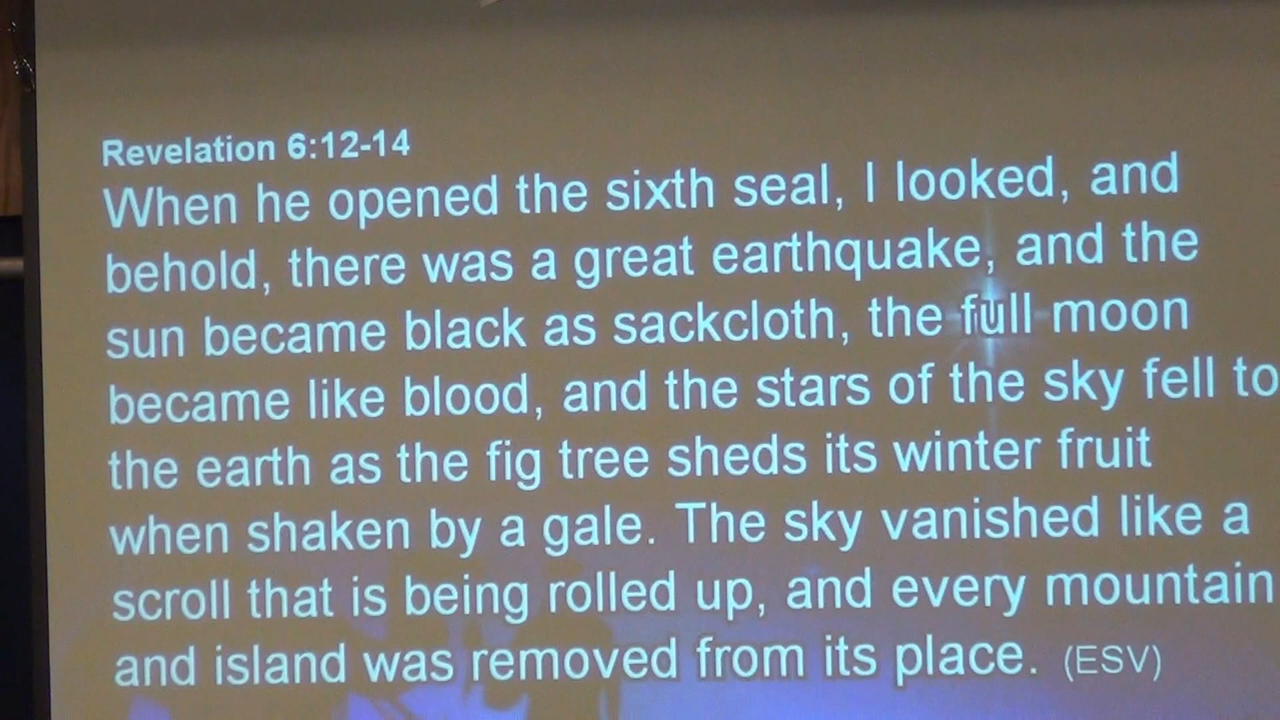 Revelation 6:12-14
When he opened the sixth seal, I looked, and
behold, there was a great earthquake, and the
sun became black as sackcloth, the full moon
became like blood, and the stars of the sky fell to
the earth as the fig tree sheds its winter fruit
when shaken by a gale. The sky vanished like a
scroll that is being rolled up, and every mountain
and island was removed from its place. (ESV)